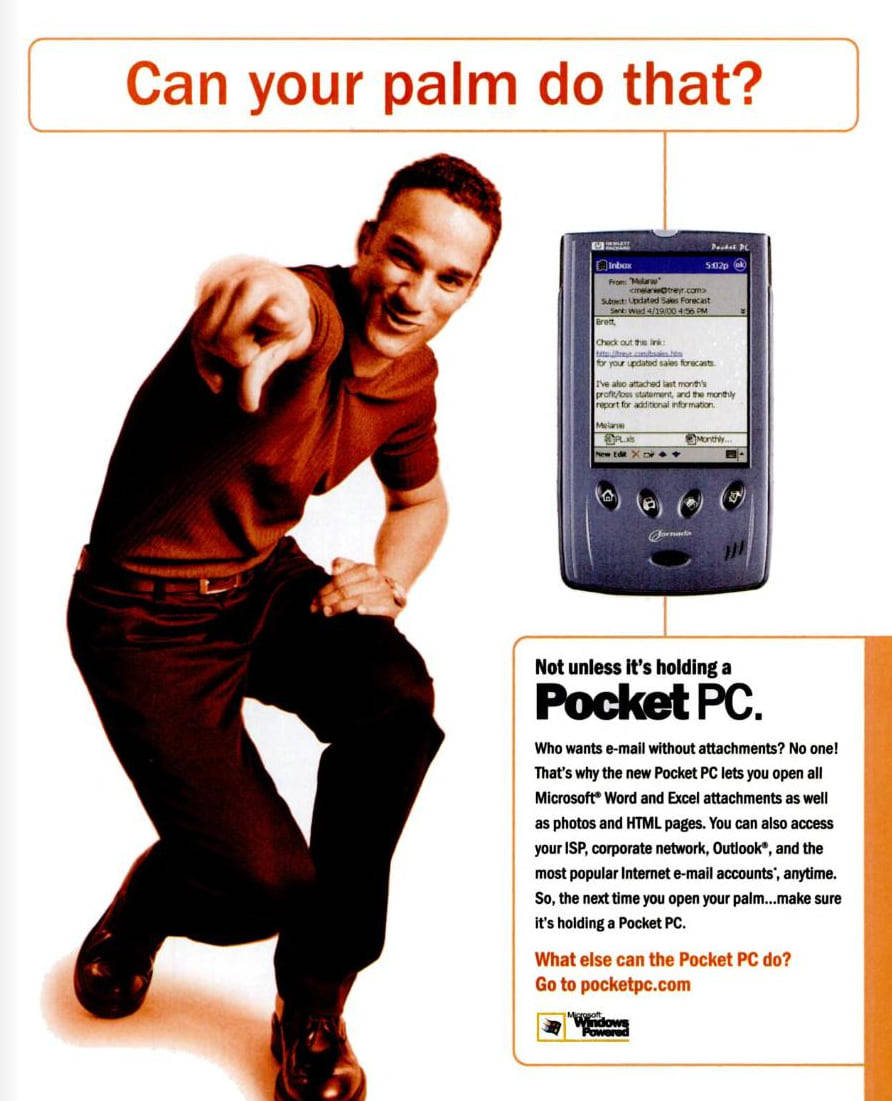 Can your palm do that?
HEWLETT
PACKARD
Pocket PC
Inbox 5:02p ok
From: "Melanie"
<melanie@treyr.com>
Subject: Updated Sales Forecast
Sent: Wed 4/19/00 4:56 PM
Brett,
Check out this link:
http://treyr.com/bsales.htm
for your updated sales forecasts.
I've also attached last month's
profit/loss statement, and the monthly
report for additional information.
Melanie
PL.xls Monthly...
New Edit
Jornada
Not unless it's holding a
Pocket PC.
Who wants e-mail without attachments? No one!
That's why the new Pocket PC lets you open all
Microsoft® Word and Excel attachments as well
as photos and HTML pages. You can also access
your ISP, corporate network, Outlook®, and the
most popular Internet e-mail accounts*, anytime.
So, the next time you open your palm...make sure
it's holding a Pocket PC.
What else can the Pocket PC do?
Go to pocketpc.com
Microsoft
Windows
Powered